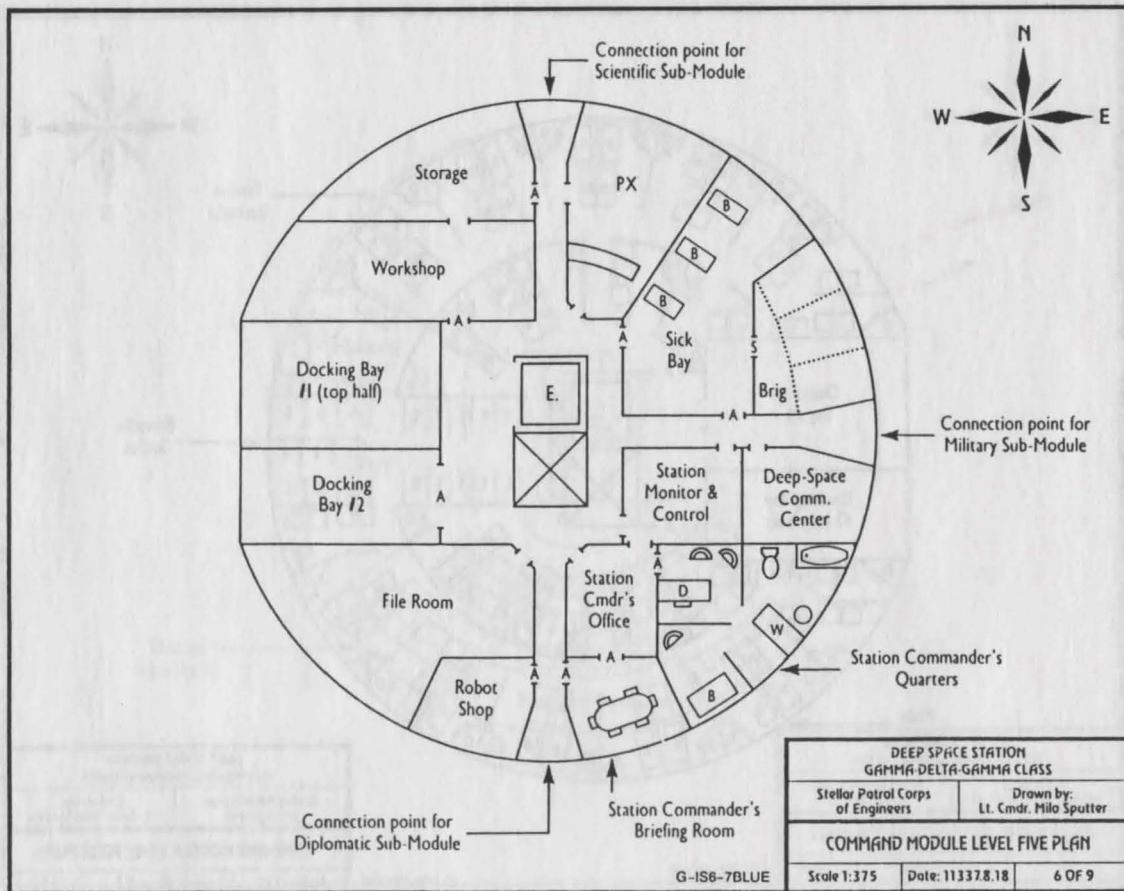 Connection point for
Scientific Sub-Module
N
W
E
S
Storage
A
PX
B
B
B
Workshop
A
A
Sick
Bay
S
Brig
Docking Bay
#1 (top half)
E.
A
Connection point for
Military Sub-Module
Docking
Bay #2
A
Station
Monitor &
Control
Deep-Space
Comm.
Center
File Room
Station
Cmdr's
Office
A
D
W
A
Station Commander's
Quarters
Robot
Shop
A
A
B
Connection point for
Diplomatic Sub-Module
Station Commander's
Briefing Room
G-IS6-7BLUE
DEEP SPACE STATION
GAMMA-DELTA-GAMMA CLASS
Stellar Patrol Corps
of Engineers
Drawn by:
Lt. Cmdr. Milo Sputter
COMMAND MODULE LEVEL FIVE PLAN
Scale 1:375
Date: 11337.8.18
6 OF 9